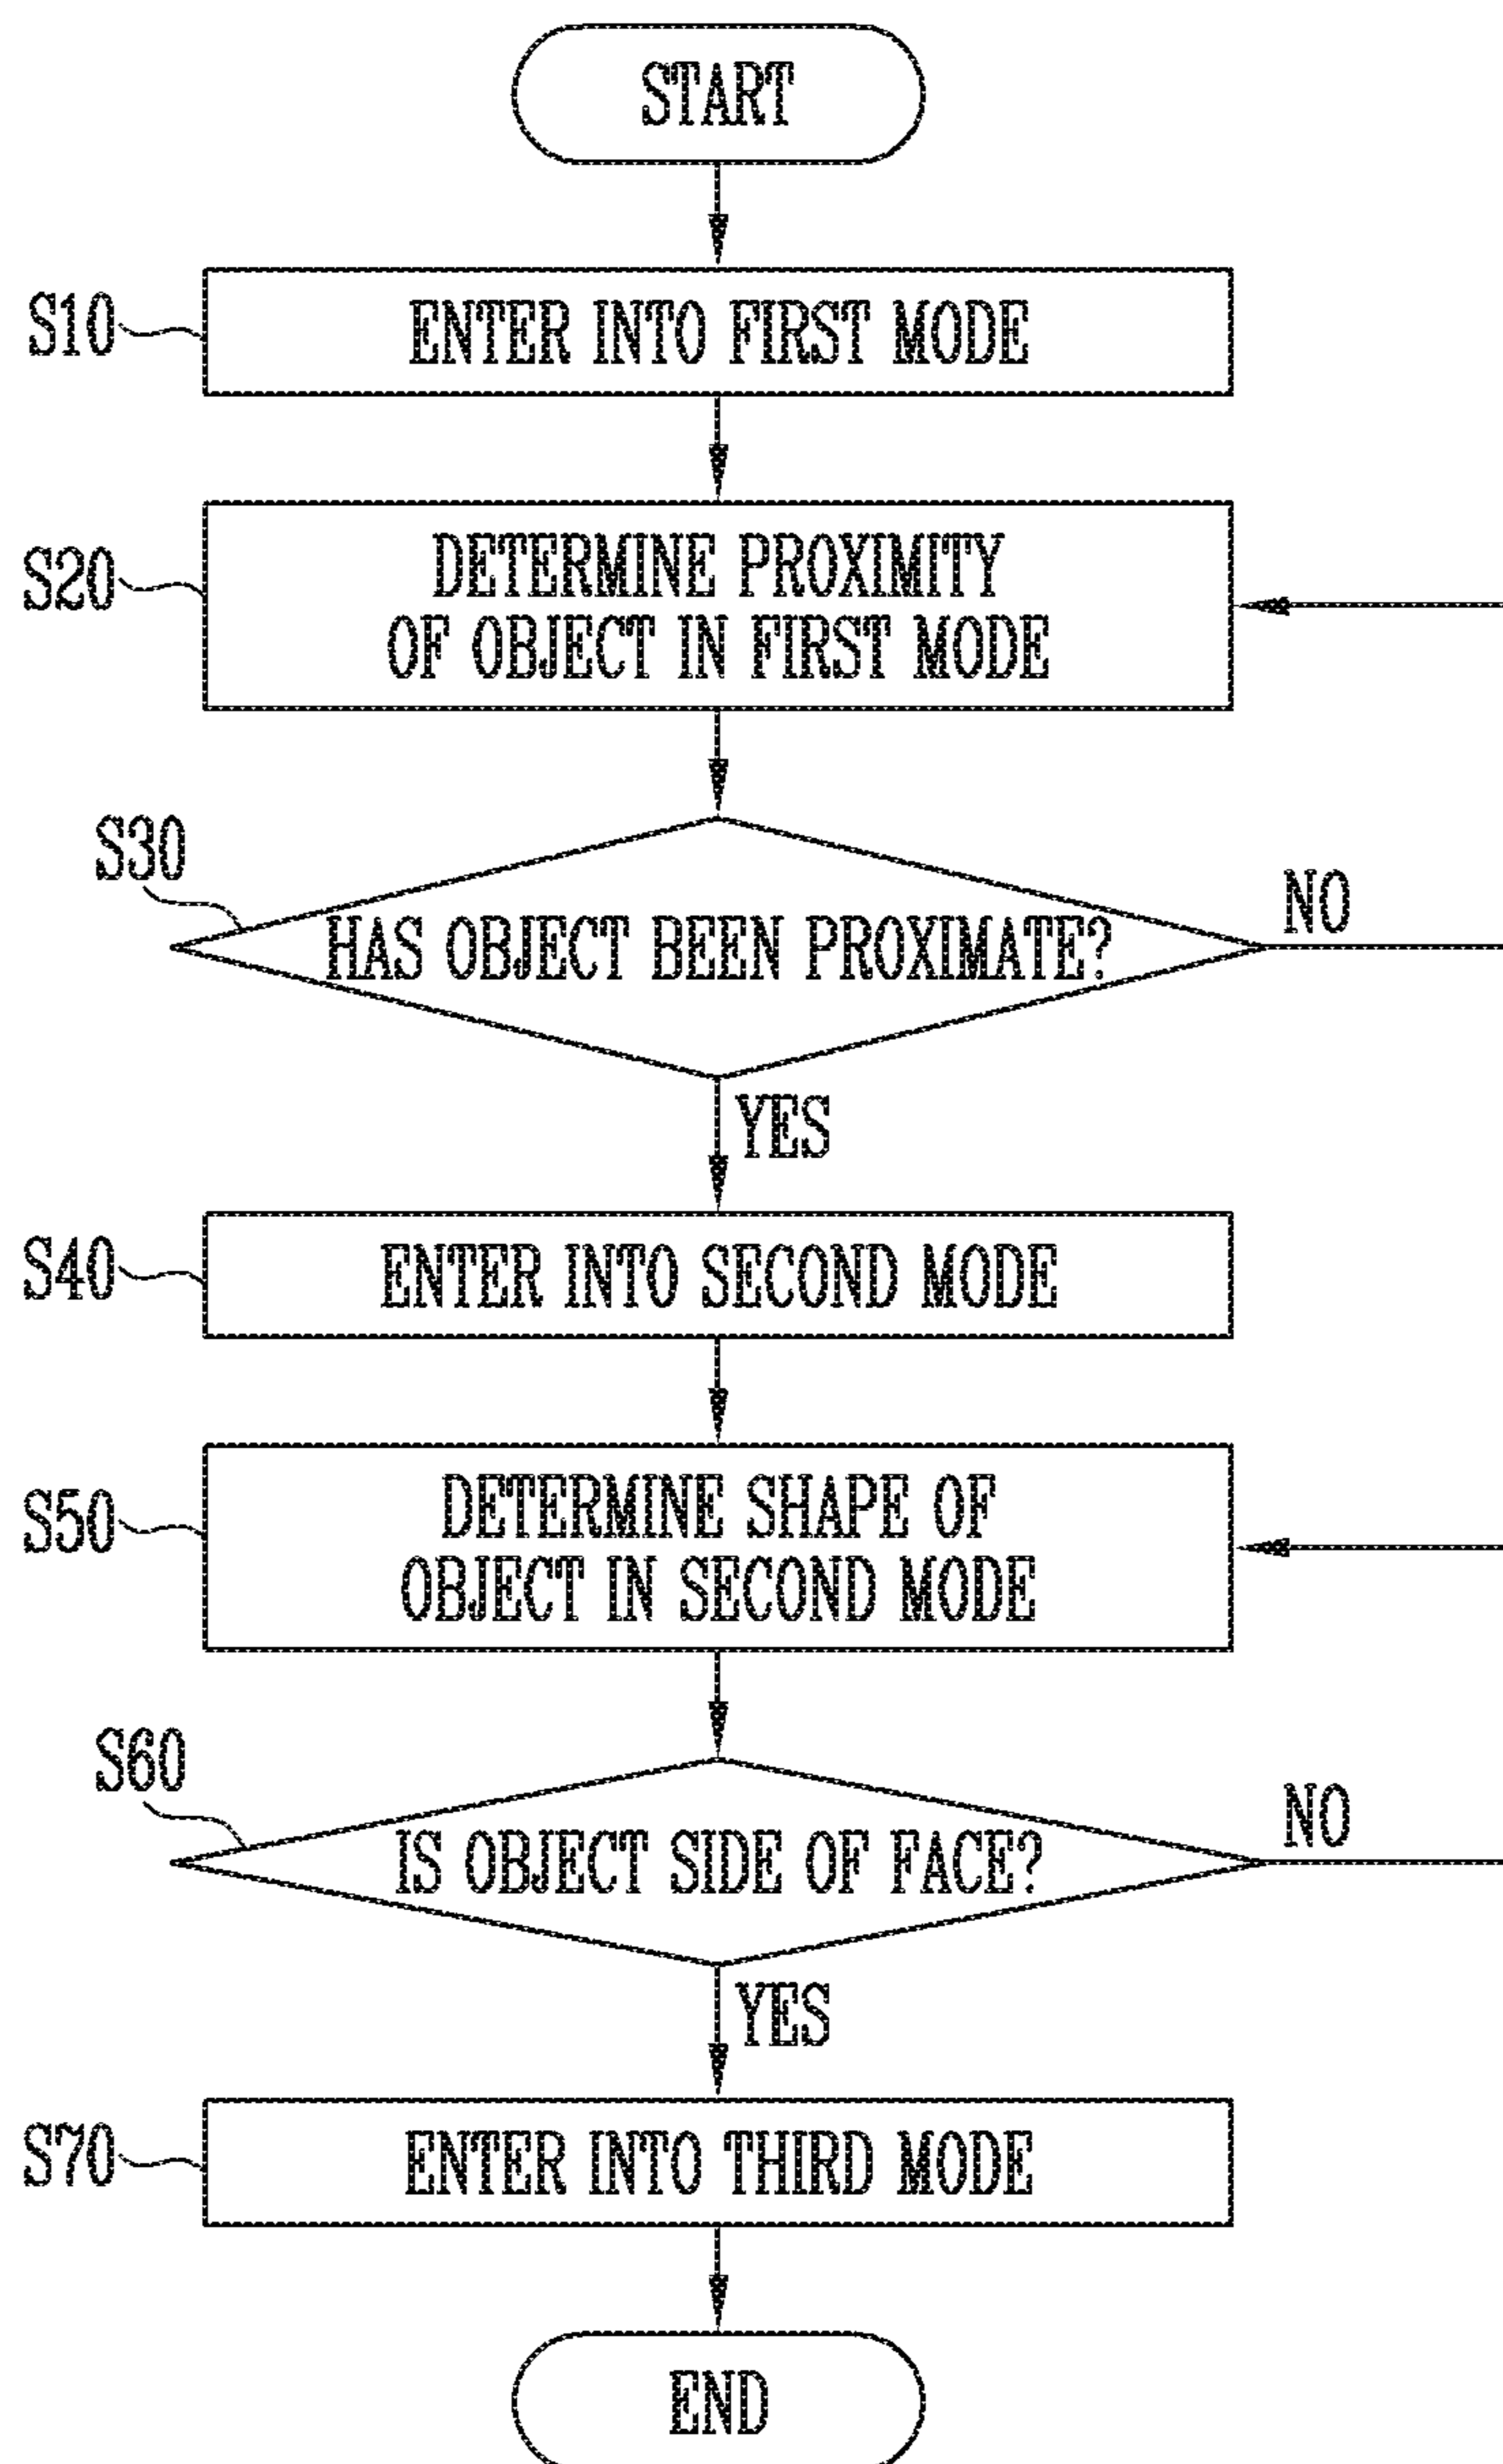 START
S10
ENTER INTO FIRST MODE
S20
DETERMINE PROXIMITY
OF OBJECT IN FIRST MODE
S30
HAS OBJECT BEEN PROXIMATE?
NO
YES
S40
ENTER INTO SECOND MODE
S50
DETERMINE SHAPE OF
OBJECT IN SECOND MODE
S60
IS OBJECT SIDE OF FACE?
NO
YES
S70
ENTER INTO THIRD MODE
END